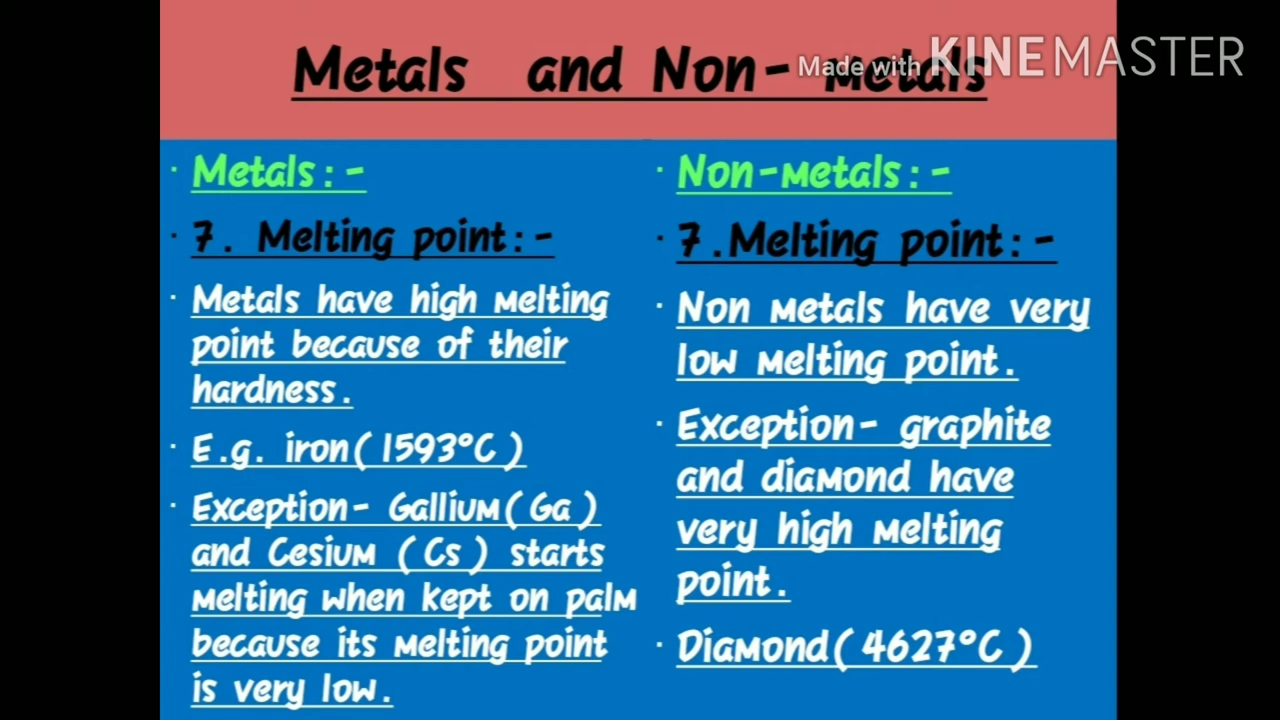 Metals and Non-metals
Made with KINEMASTER
Metals:-
7. Melting point:-
Metals have high melting
point because of their
hardness.
E.g. iron(1593°C)
Exception- Gallium(Ga)
and Cesium (Cs) starts
melting when kept on palm
because its melting point
is very low.
Non-metals:-
7.Melting point:-
Non metals have very
low melting point.
Exception- graphite
and diamond have
very high melting
point.
Diamond(4627°C)